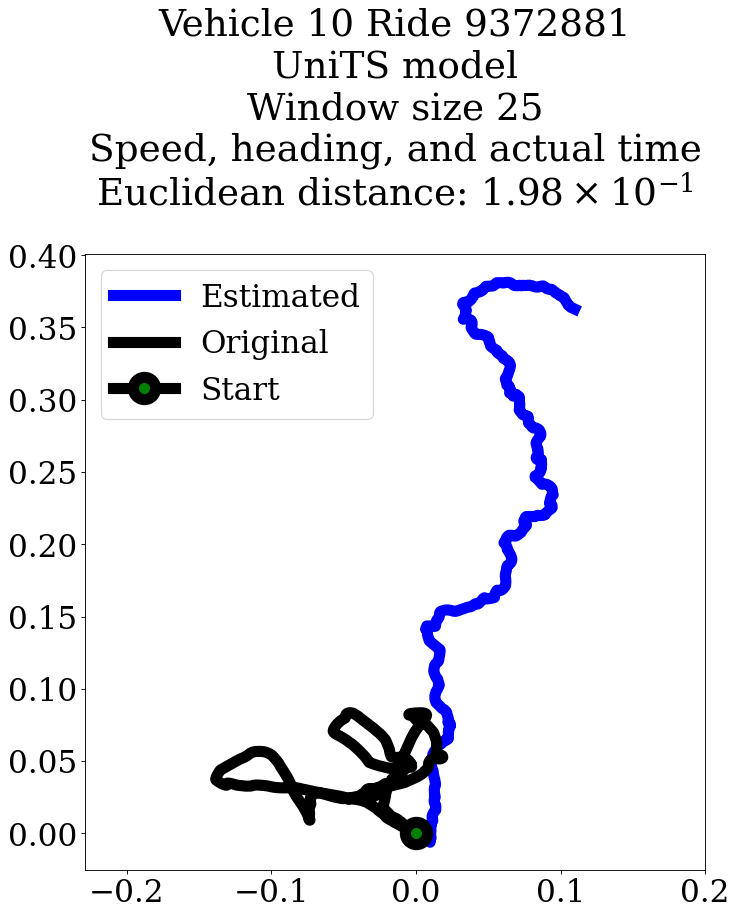 Vehicle 10 Ride 9372881
UniTS model
Window size 25
Speed, heading, and actual time
Euclidean distance: 1.98 × 10⁻¹
0.40
0.35
0.30
0.25
0.20
0.15
0.10
0.05
0.00
Estimated
Original
Start
−0.2 −0.1 0.0 0.1 0.2